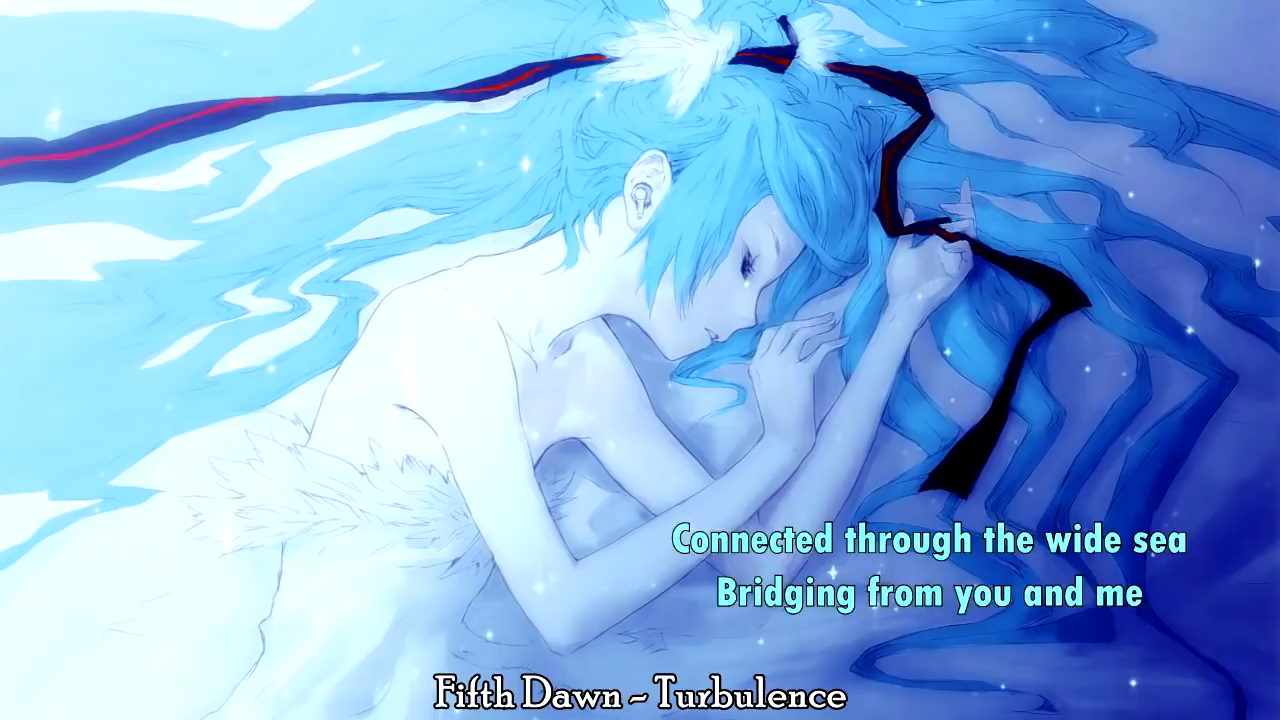 Connected through the wide sea
Bridging from you and me
Fifth Dawn ~ Turbulence